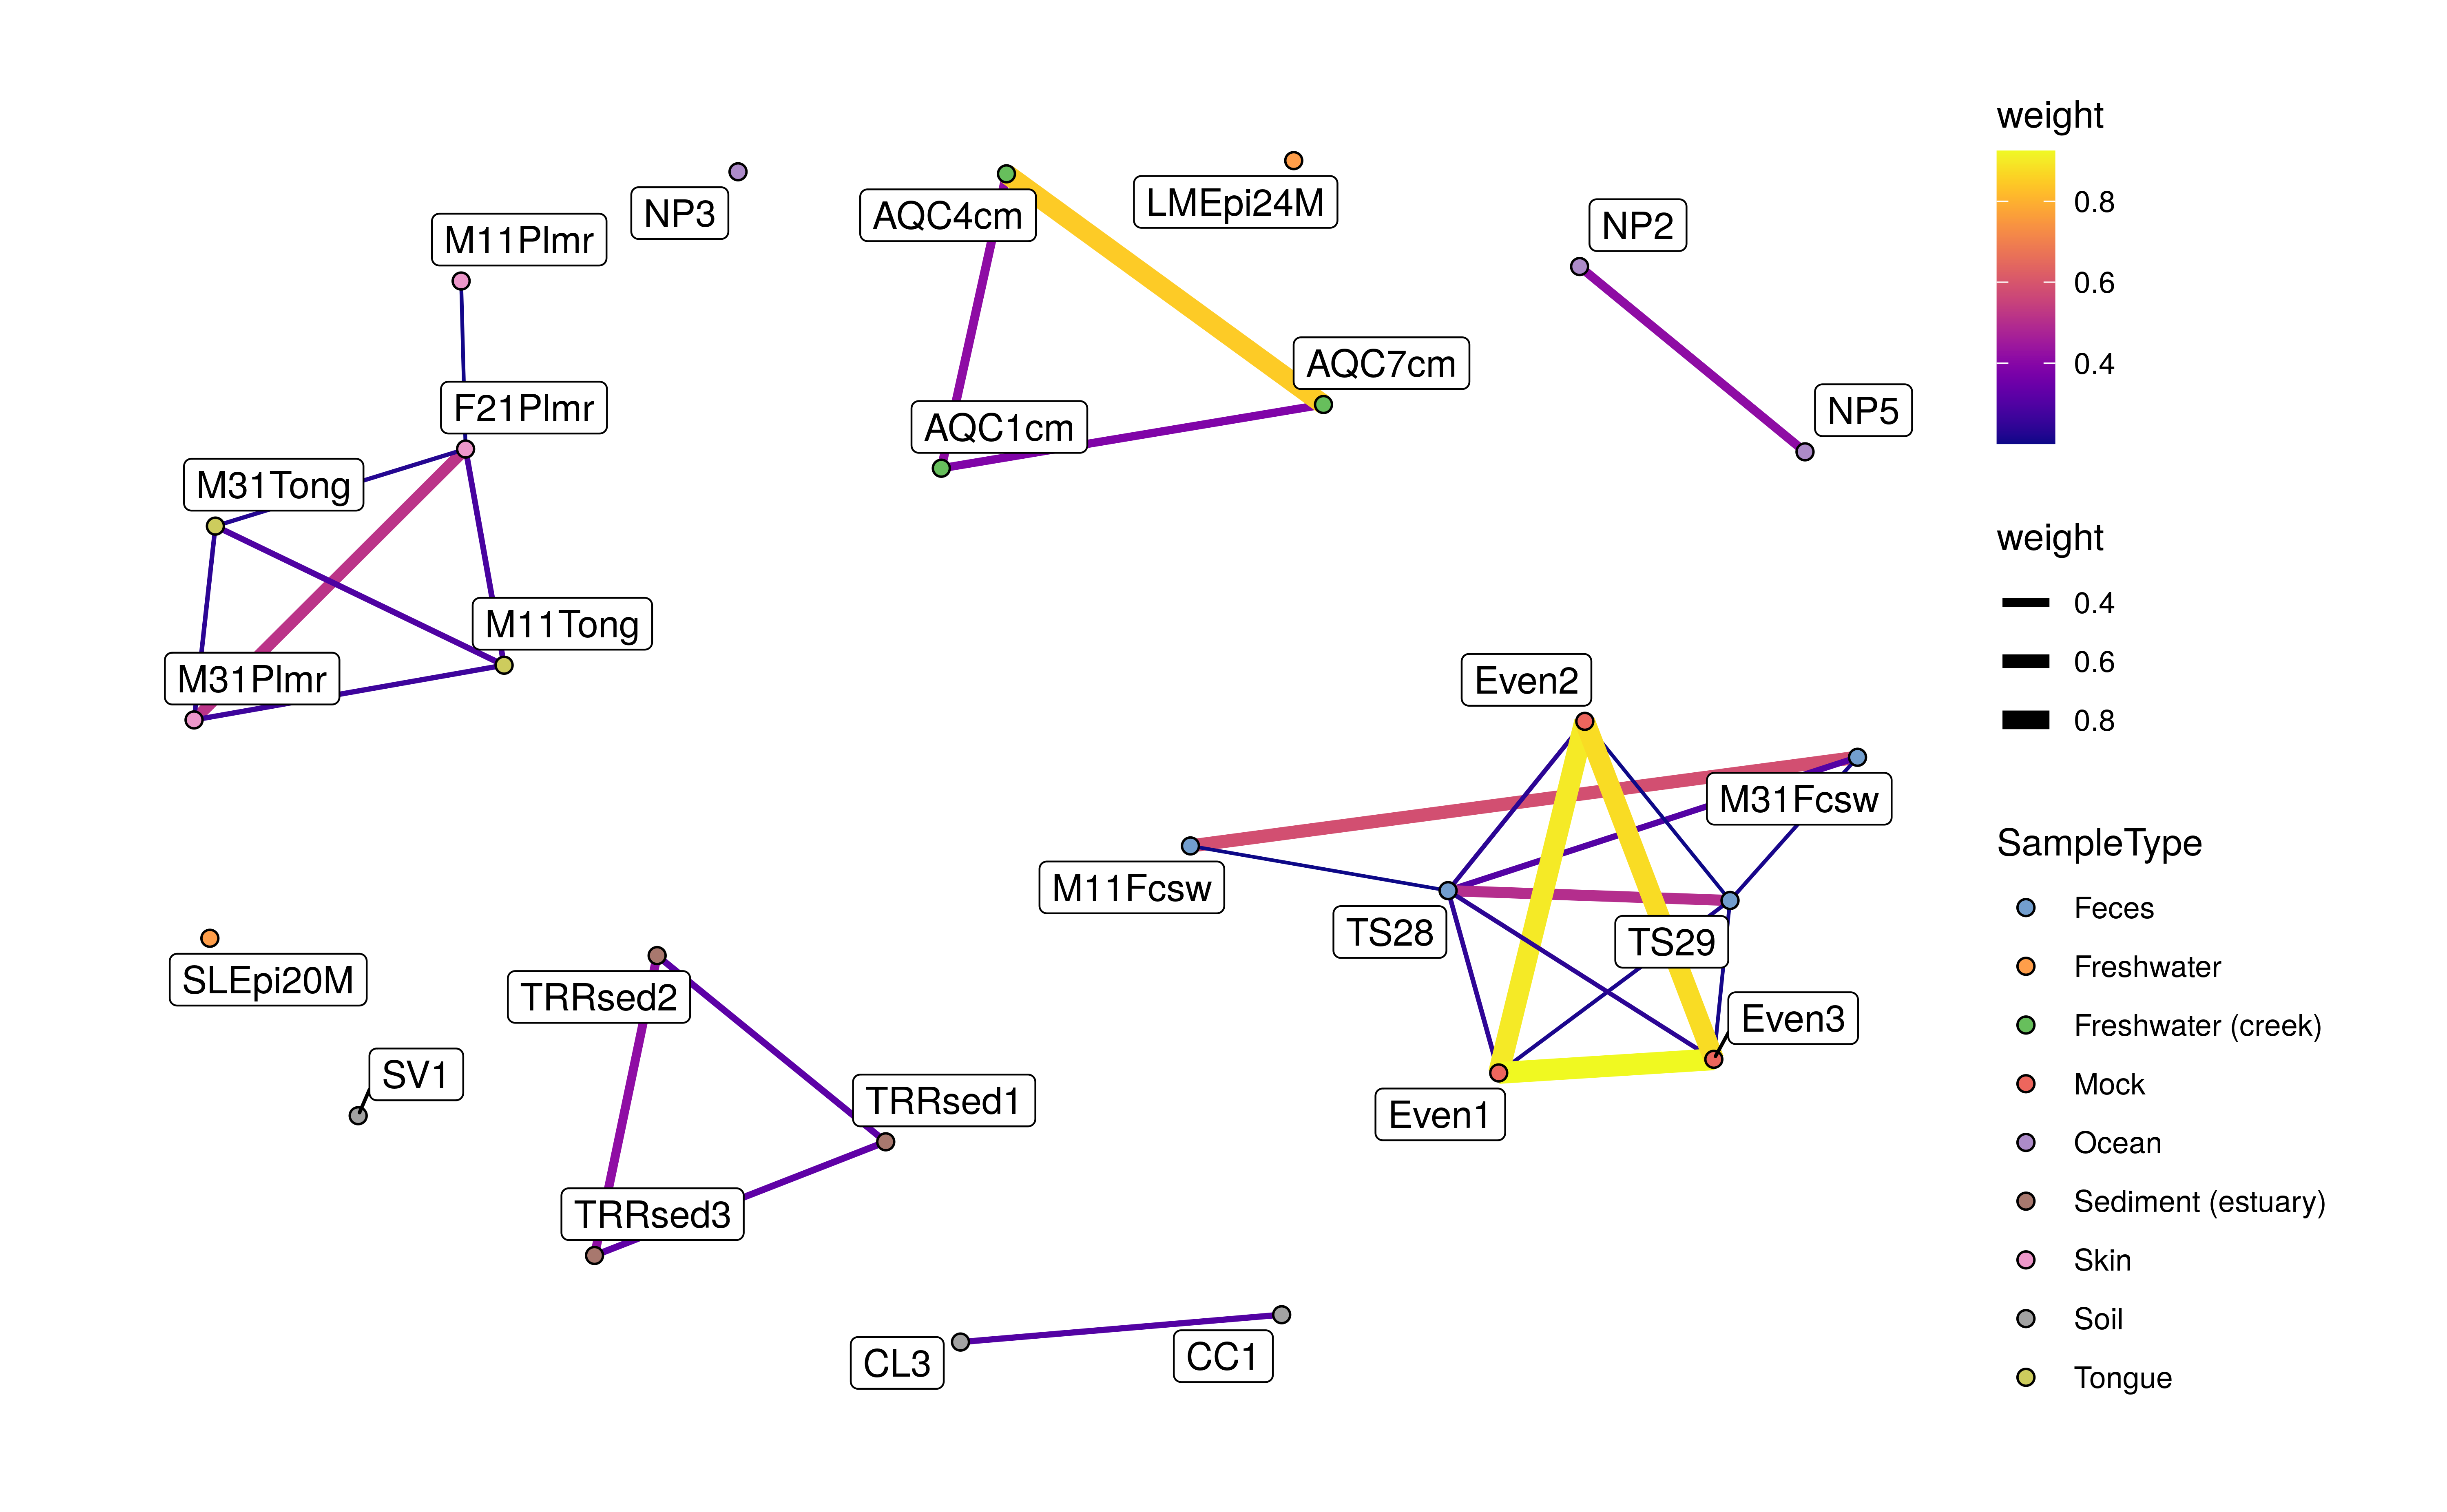 NP3
M11Plmr
AQC4cm
LMEpi24M
NP2
F21Plmr
AQC7cm
AQC1cm
NP5
M31Tong
M11Tong
M31Plmr
Even2
M31Fcsw
M11Fcsw
TS28
TS29
Even3
Even1
SLEpi20M
TRRsed2
SV1
TRRsed1
TRRsed3
CL3
CC1
weight
0.8
0.6
0.4
weight
0.4
0.6
0.8
SampleType
Feces
Freshwater
Freshwater (creek)
Mock
Ocean
Sediment (estuary)
Skin
Soil
Tongue